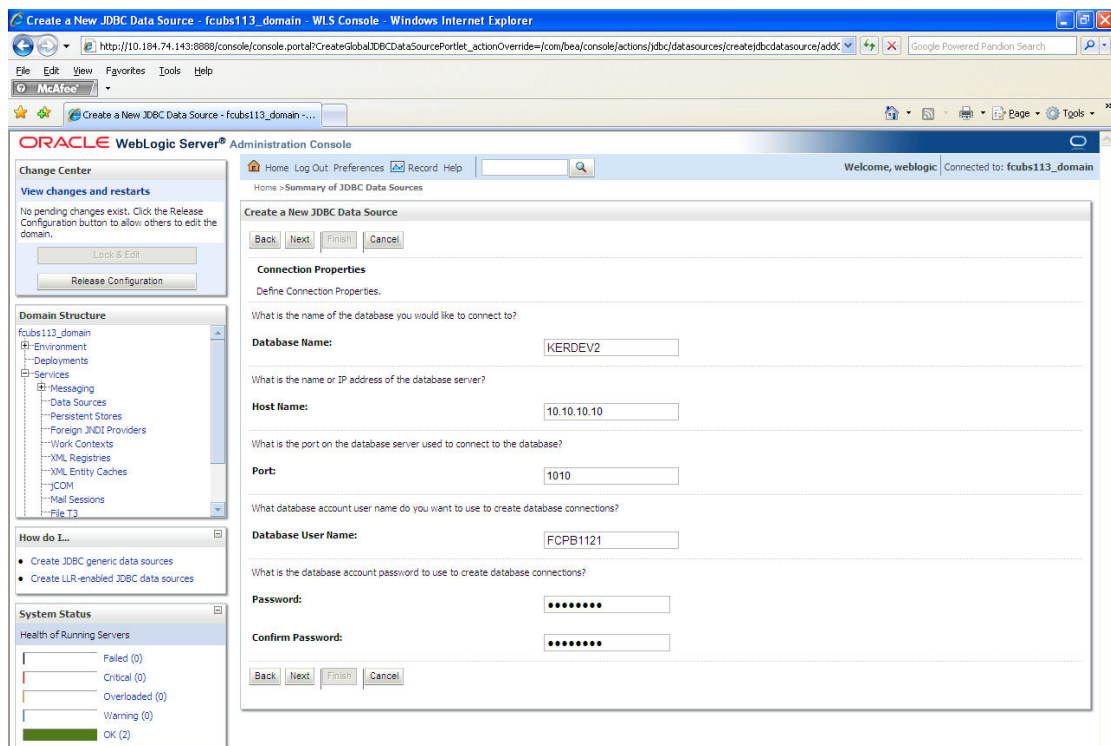 Create a New JDBC Data Source - fcubs113_domain - WLS Console - Windows Internet Explorer
http://10.184.74.143:8888/console/console.portal?CreateGlobalJDBCDataSourcePortlet_actionOverride=/com/bea/console/actions/jdbc/datasources/createjdbcdatasource/addC
Google Powered Pandion Search
File Edit View Favorites Tools Help
McAfee
Create a New JDBC Data Source - fcubs113_domain -...
Page Tools
ORACLE WebLogic Server® Administration Console
Change Center
View changes and restarts
No pending changes exist. Click the Release
Configuration button to allow others to edit the
domain.
Lock & Edit
Release Configuration
Domain Structure
fcubs113_domain
Environment
Deployments
Services
Messaging
Data Sources
Persistent Stores
Foreign JNDI Providers
Work Contexts
XML Registries
XML Entity Caches
jCOM
Mail Sessions
File T3
How do I...
Create JDBC generic data sources
Create LLR-enabled JDBC data sources
System Status
Health of Running Servers
Failed (0)
Critical (0)
Overloaded (0)
Warning (0)
OK (2)
Home Log Out Preferences Record Help
Welcome, weblogic Connected to: fcubs113_domain
Home >Summary of JDBC Data Sources
Create a New JDBC Data Source
Back Next Finish Cancel
Connection Properties
Define Connection Properties.
What is the name of the database you would like to connect to?
Database Name: KERDEV2
What is the name or IP address of the database server?
Host Name: 10.10.10.10
What is the port on the database server used to connect to the database?
Port: 1010
What database account user name do you want to use to create database connections?
Database User Name: FCPB1121
What is the database account password to use to create database connections?
Password: ••••••••
Confirm Password: ••••••••
Back Next Finish Cancel